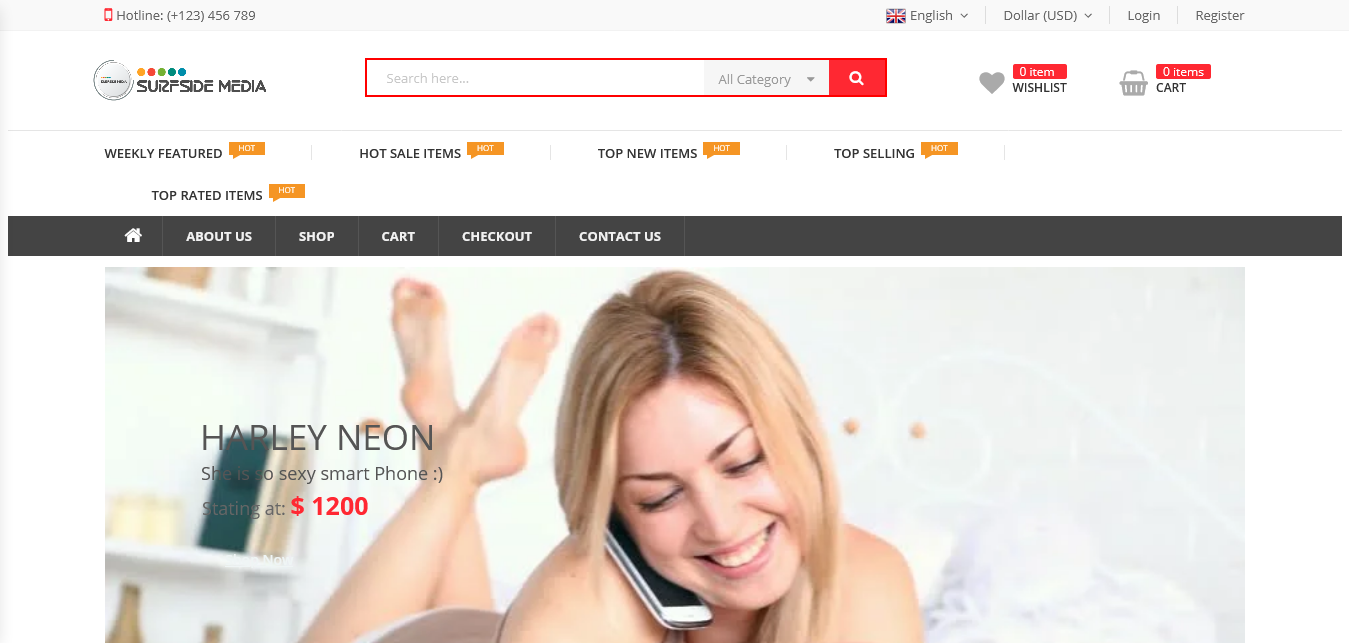 Hotline: (+123) 456 789
English
Dollar (USD)
Login
Register
SURFSIDE MEDIA
Search here...
All Category
0 item
WISHLIST
0 items
CART
WEEKLY FEATURED HOT
HOT SALE ITEMS HOT
TOP NEW ITEMS HOT
TOP SELLING HOT
TOP RATED ITEMS HOT
ABOUT US
SHOP
CART
CHECKOUT
CONTACT US
HARLEY NEON
She is so sexy smart Phone :)
Stating at: $ 1200
Shop Now